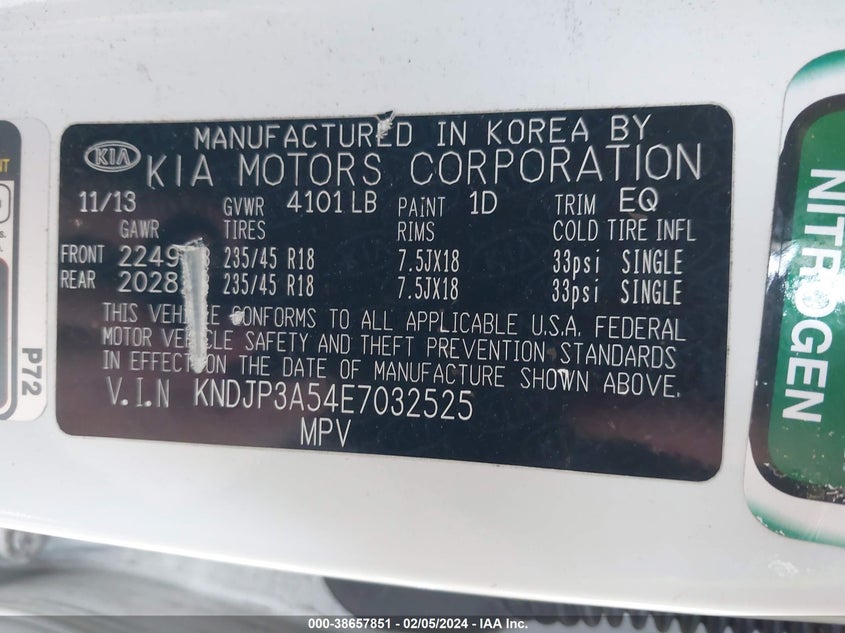 MANUFACTURED IN KOREA BY
KIA KIA MOTORS CORPORATION
11/13 GVWR 4101LB PAINT 1D TRIM EQ
GAWR TIRES RIMS COLD TIRE INFL
FRONT 2249 235/45 R18 7.5JX18 33psi SINGLE
REAR 2028 235/45 R18 7.5JX18 33psi SINGLE
THIS VEHICLE CONFORMS TO ALL APPLICABLE U.S.A. FEDERAL
MOTOR VEHICLE SAFETY AND THEFT PREVENTION STANDARDS
IN EFFECT ON THE DATE OF MANUFACTURE SHOWN ABOVE.
V.I.N KNDJP3A54E7032525
MPV
P72
NITROGEN
000-38657851 - 02/05/2024 - IAA Inc.